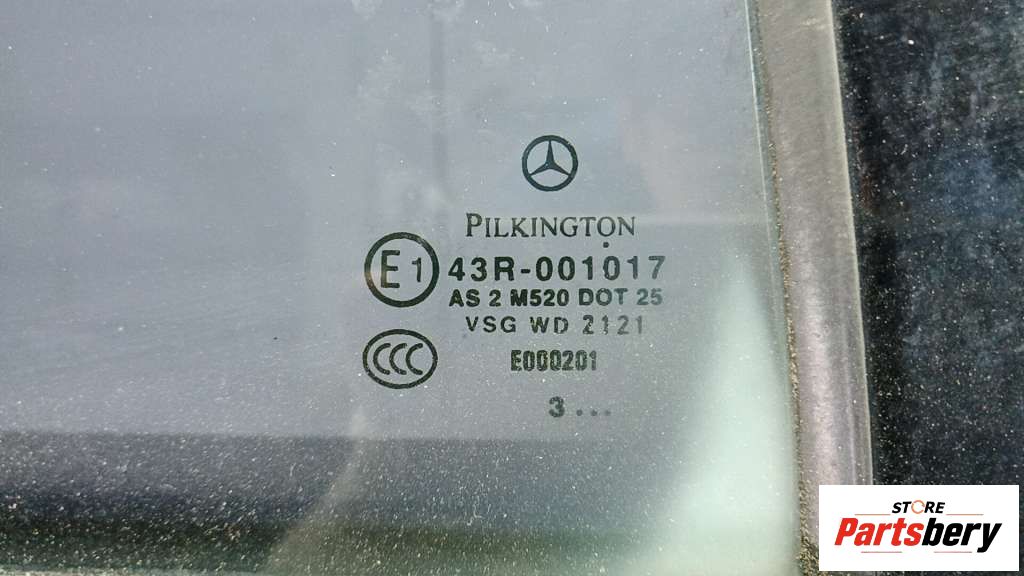 PILKINGTON
E1
43R-001017
AS 2 M520 DOT 25
VSG WD 2121
CCC
E000201
3 ...
STORE
Partsbery